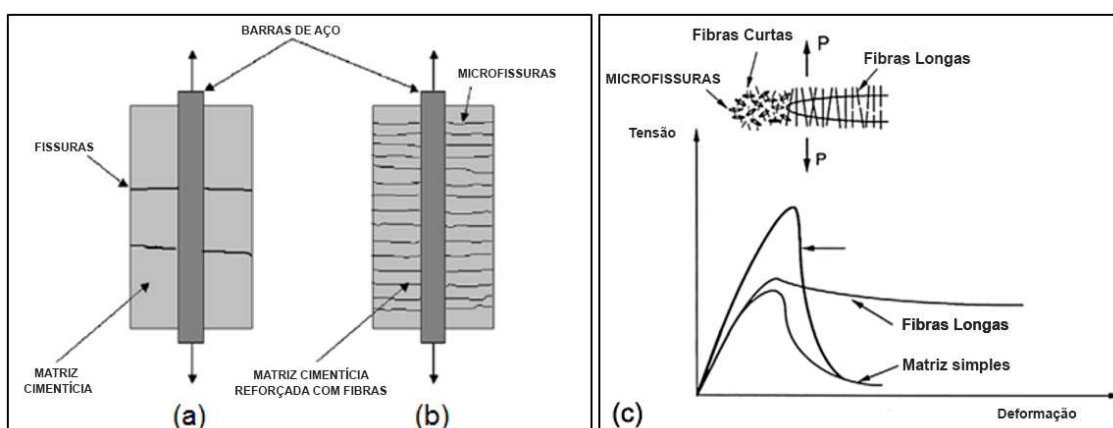 BARRAS DE AÇO
MICROFISSURAS
FISSURAS
MATRIZ
CIMENTÍCIA
MATRIZ CIMENTÍCIA
REFORÇADA COM FIBRAS
(a)
(b)
Fibras Curtas
P
Fibras Longas
MICROFISSURAS
Tensão
P
Fibras Longas
Matriz simples
(c)
Deformação